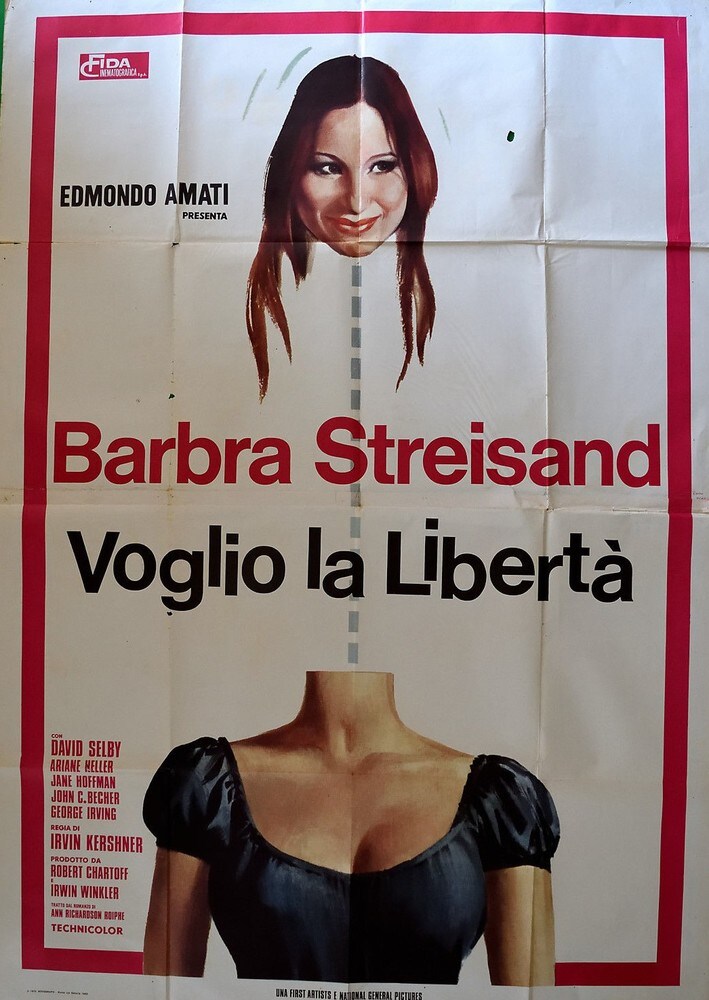 FIDA
CINEMATOGRAFICA S.p.A.
EDMONDO AMATI
PRESENTA
Barbra Streisand
Voglio la Libertà
CON
DAVID SELBY
ARIANE HELLER
JANE HOFFMAN
JOHN C. BECHER
GEORGE IRVING
REGIA DI
IRVIN KERSHNER
PRODOTTO DA
ROBERT CHARTOFF
E
IRWIN WINKLER
TRATTO DAL ROMANZO DI
ANN RICHARDSON ROIPHE
TECHNICOLOR
UNA FIRST ARTISTS E NATIONAL GENERAL PICTURES